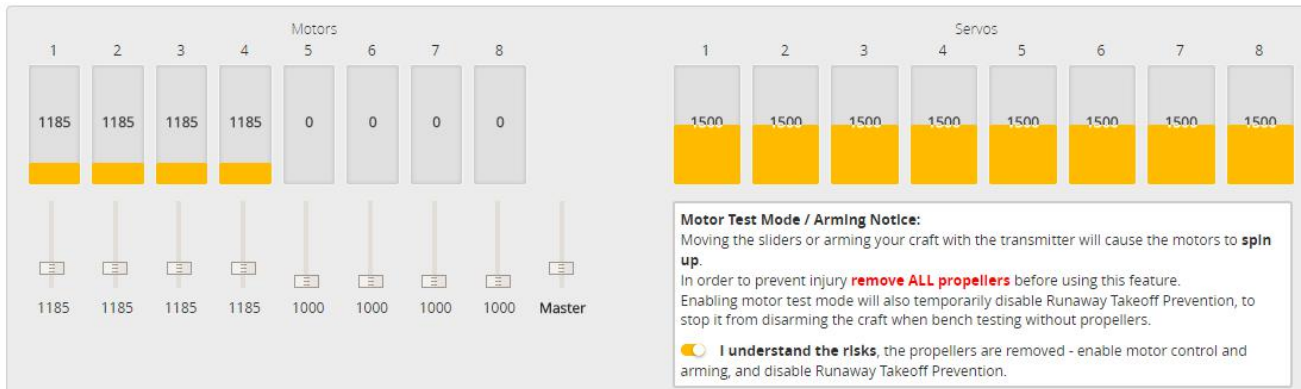 Motors
1 2 3 4 5 6 7 8
1185 1185 1185 1185 0 0 0 0
1185 1185 1185 1185 1000 1000 1000 1000 Master
Servos
1 2 3 4 5 6 7 8
1500 1500 1500 1500 1500 1500 1500 1500
Motor Test Mode / Arming Notice:
Moving the sliders or arming your craft with the transmitter will cause the motors to spin
up.
In order to prevent injury remove ALL propellers before using this feature.
Enabling motor test mode will also temporarily disable Runaway Takeoff Prevention, to
stop it from disarming the craft when bench testing without propellers.
I understand the risks, the propellers are removed - enable motor control and
arming, and disable Runaway Takeoff Prevention.